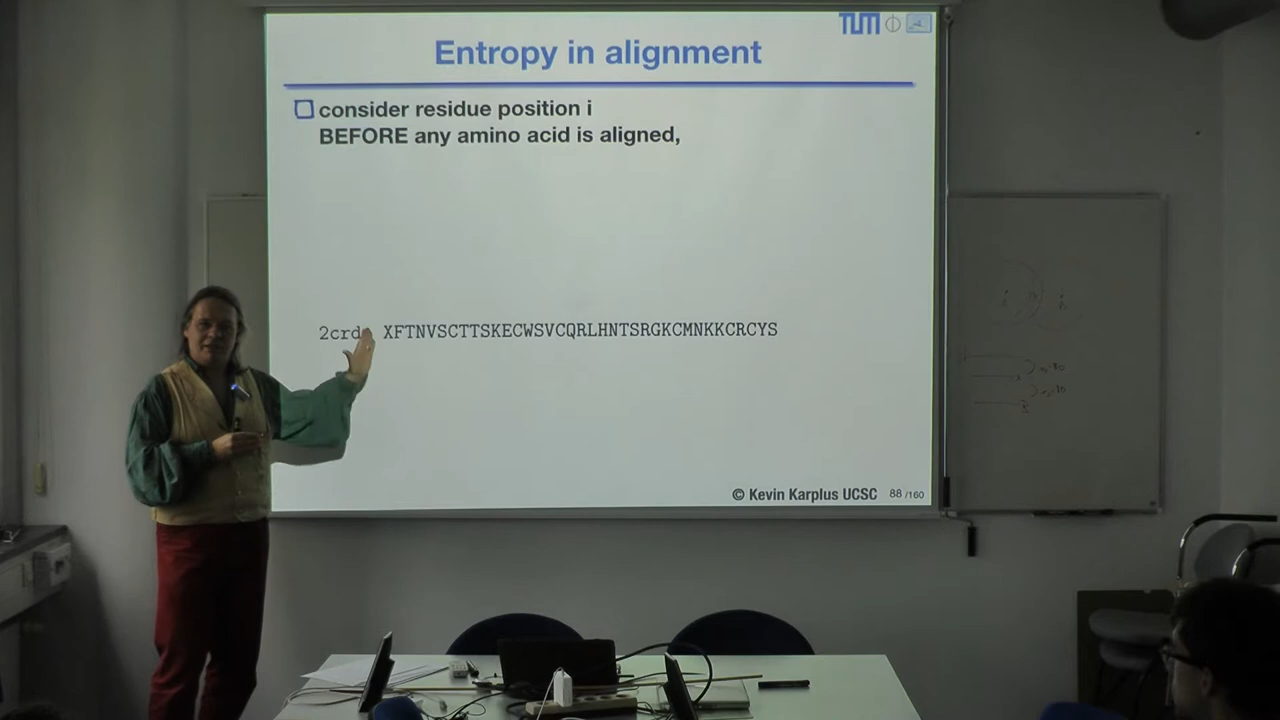 TUM
Entropy in alignment
consider residue position i
BEFORE any amino acid is aligned,
2crd XFTNVSCTTSKECWSVCQRLHNTSRGKCMNKKCRCYS
© Kevin Karplus UCSC 88 /160